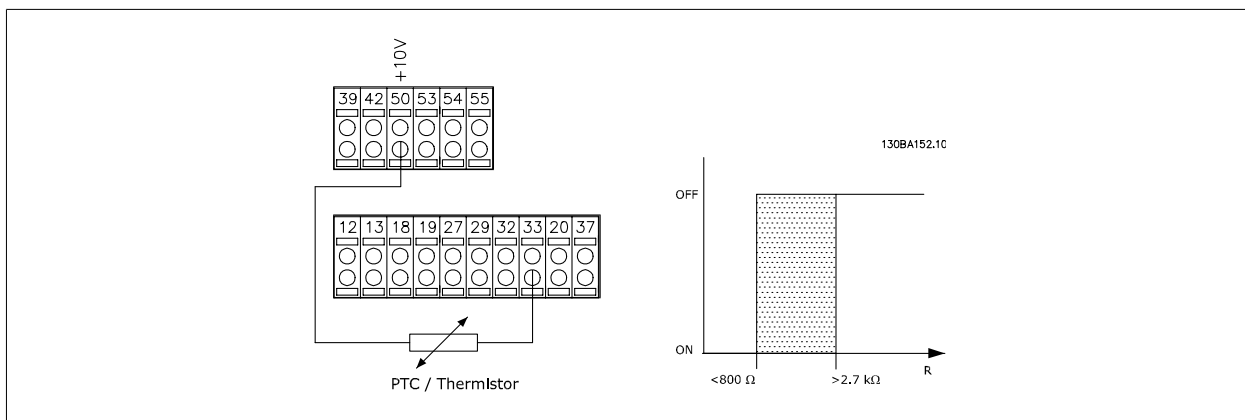 +10V
39 42 50 53 54 55
130BA152.10
OFF
12 13 18 19 27 29 32 33 20 37
ON
R
<800 Ω
>2.7 kΩ
PTC / Thermistor